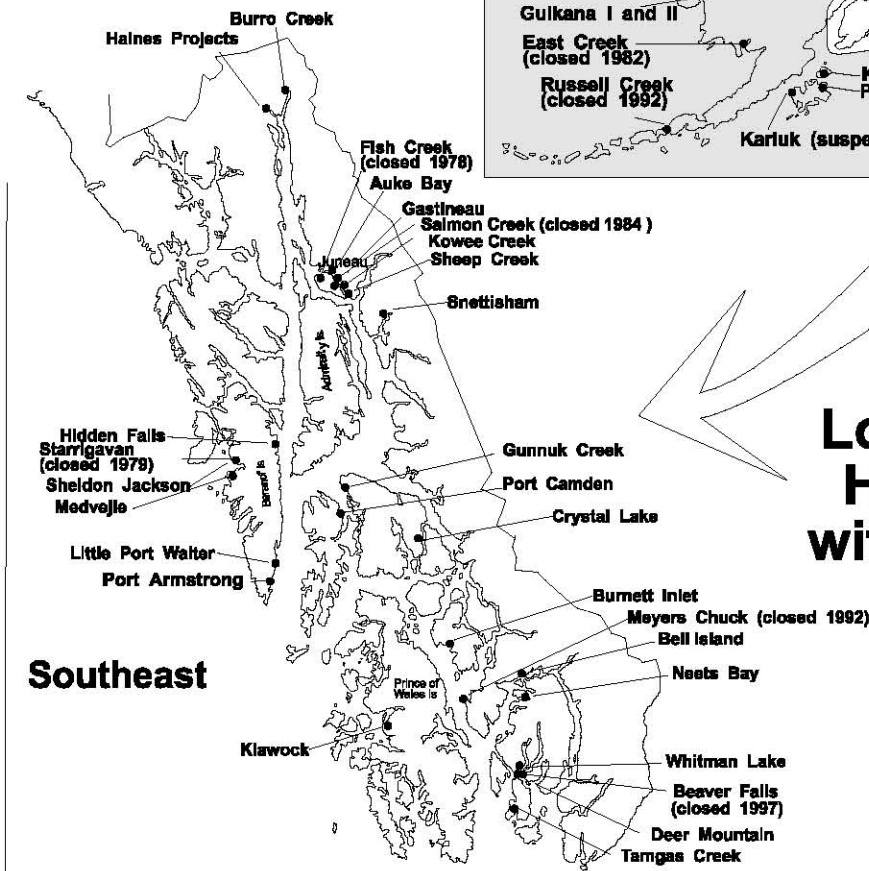 Burro Creek
Haines Projects
Gulkana I and II
East Creek
(closed 1982)
Russell Creek
(closed 1992)
K
P
Karluk (suspe
Fish Creek
(closed 1978)
Auke Bay
Gastineau
Salmon Creek (closed 1984 )
Kowee Creek
Juneau
Sheep Creek
Snettisham
Admiralty Is
Hidden Falls
Starrigavan
(closed 1979)
Sheldon Jackson
Medvejie
Baranof Is
Gunnuk Creek
Port Camden
Crystal Lake
Lo
H
wit
Little Port Walter
Port Armstrong
Burnett Inlet
Meyers Chuck (closed 1992)
Bell Island
Neets Bay
Southeast
Prince of
Wales Is
Klawock
Whitman Lake
Beaver Falls
(closed 1997)
Deer Mountain
Tamgas Creek